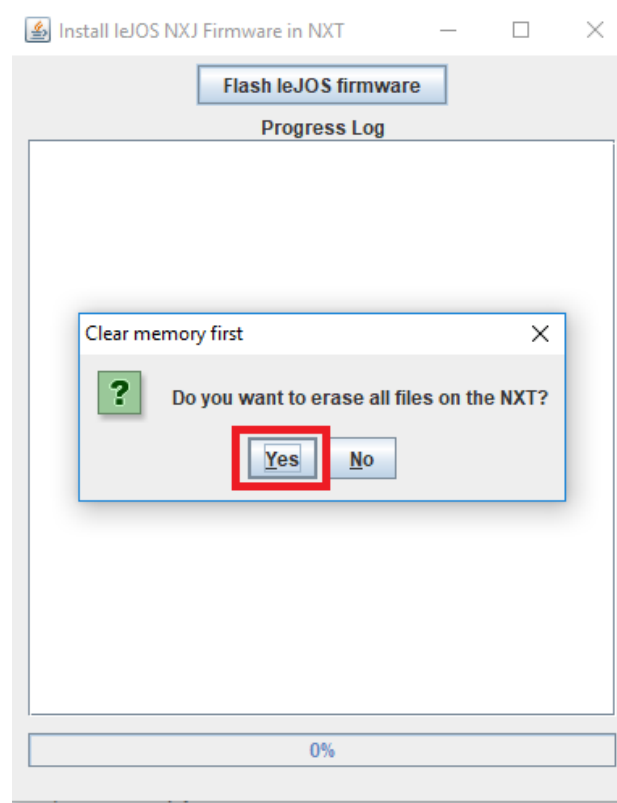 Install leJOS NXJ Firmware in NXT
Flash leJOS firmware
Progress Log
Clear memory first
?
Do you want to erase all files on the NXT?
Yes No
0%